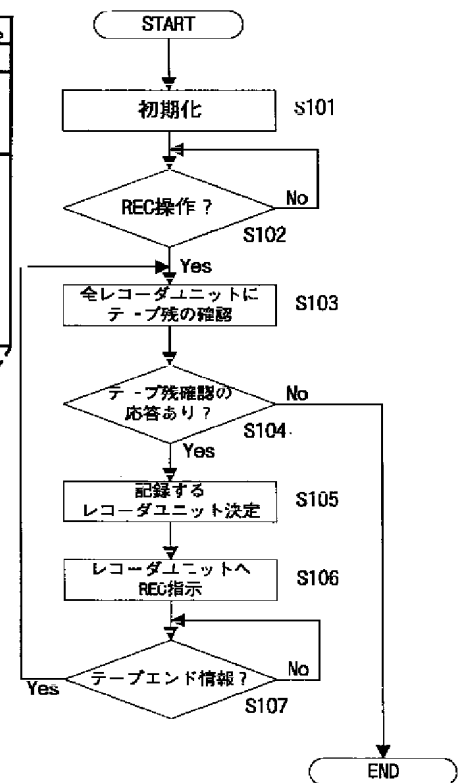 START
初期化
S101
REC操作？
No
S102
Yes
全レコーダユニットに
テープ残の確認
S103
テープ残確認の
応答あり？
No
S104
Yes
記録する
レコーダユニット決定
S105
レコーダユニットへ
REC指示
S106
テープエンド情報？
No
Yes
S107
END